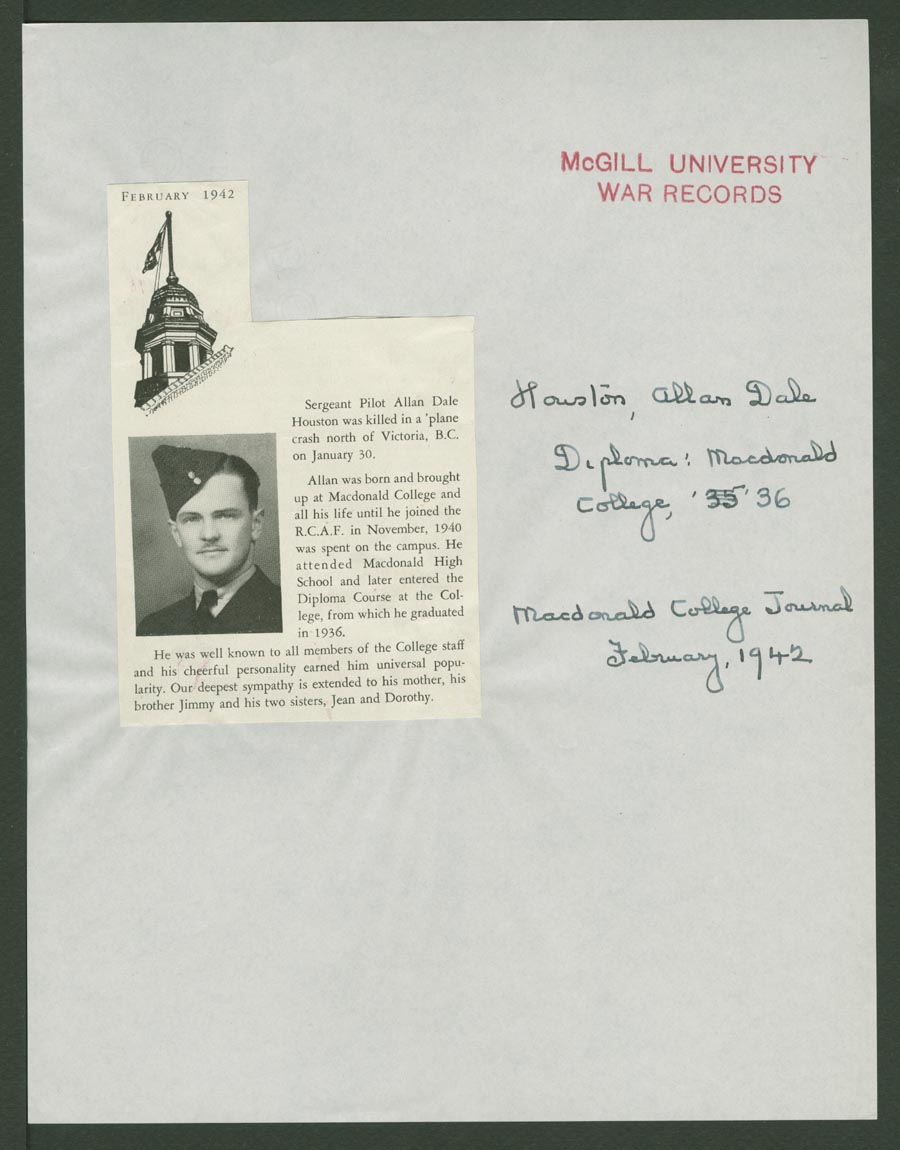 McGILL UNIVERSITY
WAR RECORDS
FEBRUARY 1942
Sergeant Pilot Allan Dale
Houston was killed in a 'plane
crash north of Victoria, B.C.
on January 30.
Allan was born and brought
up at Macdonald College and
all his life until he joined the
R.C.A.F. in November, 1940
was spent on the campus. He
attended Macdonald High
School and later entered the
Diploma Course at the Col-
lege, from which he graduated
in 1936.
He was well known to all members of the College staff
and his cheerful personality earned him universal popu-
larity. Our deepest sympathy is extended to his mother, his
brother Jimmy and his two sisters, Jean and Dorothy.
Houston, Allan Dale
Diploma: Macdonald
College, '35 '36
Macdonald College Journal
February, 1942